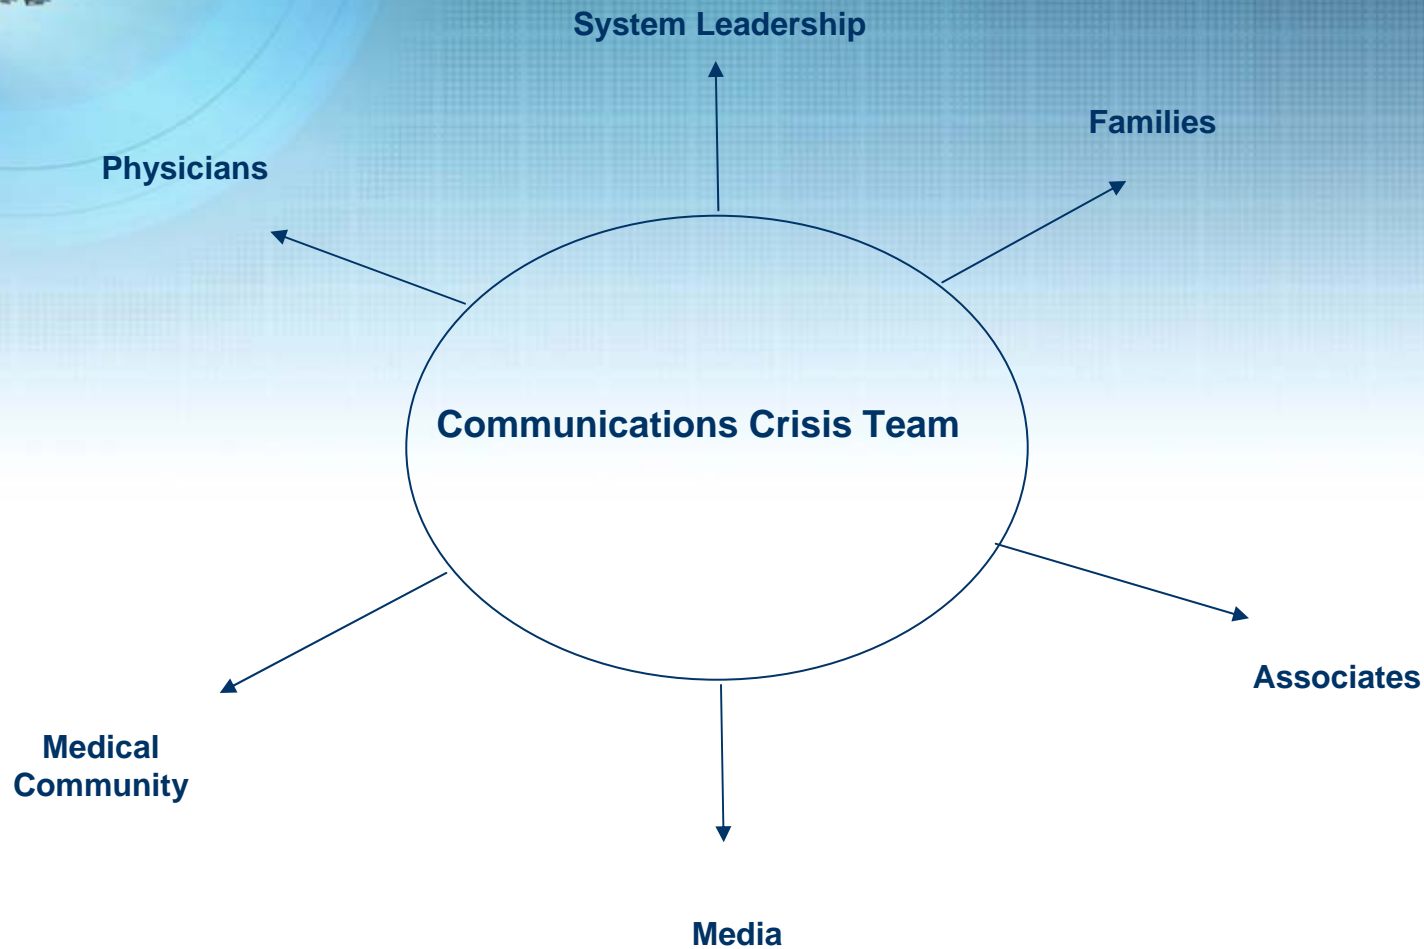 System Leadership
Families
Physicians
Communications Crisis Team
Associates
Medical
Community
Media